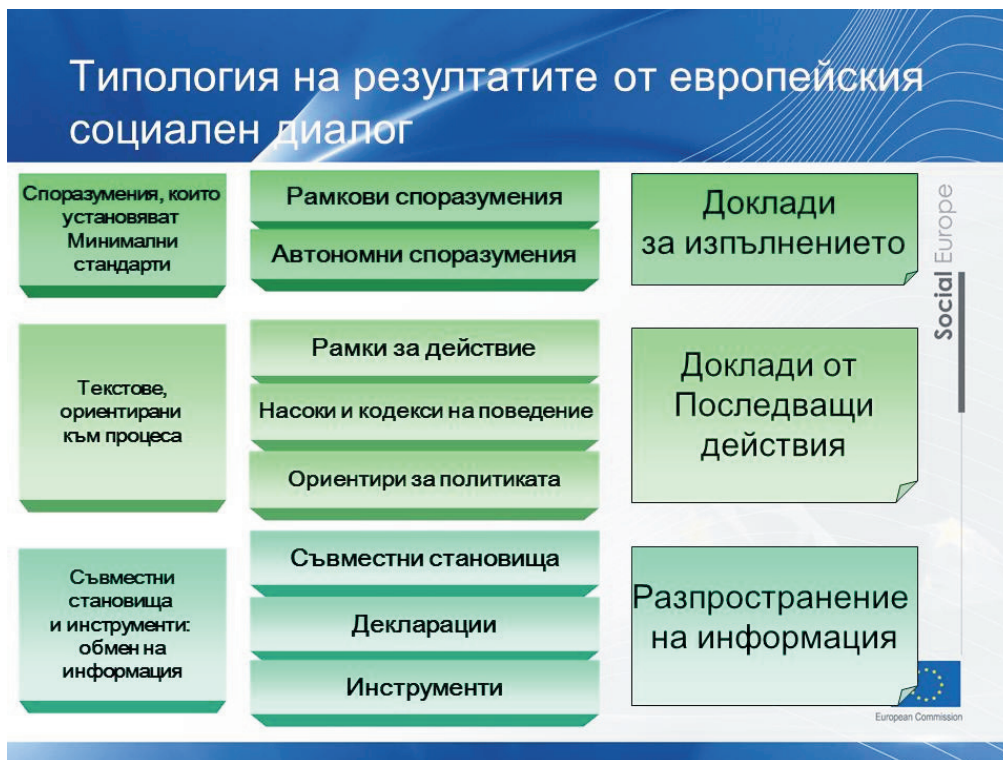 Типология на резултатите от европейския
социален диалог
Споразумения, които
установяват
Минимални
стандарти
Рамкови споразумения
Автономни споразумения
Доклади
за изпълнението
Текстове,
ориентирани
към процеса
Рамки за действие
Насоки и кодекси на поведение
Ориентири за политиката
Доклади от
Последващи
действия
Съвместни
становища
и инструменти:
обмен на
информация
Съвместни становища
Декларации
Инструменти
Разпространение
на информация
Social Europe
European Commission